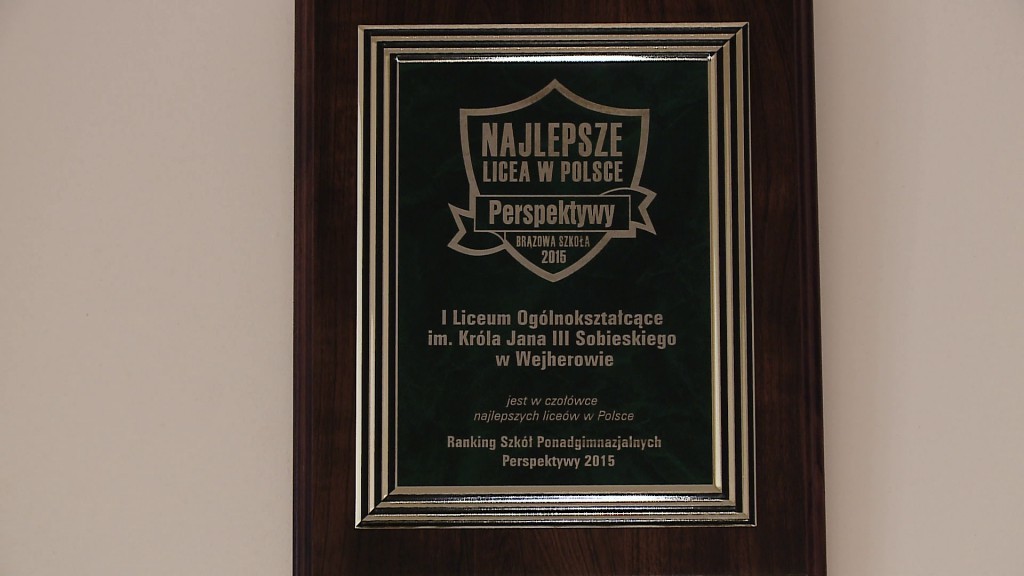 NAJLEPSZE
LICEA W POLSCE
Perspektywy
BRĄZOWA SZKOŁA
2015
I Liceum Ogólnokształcące
im. Króla Jana III Sobieskiego
w Wejherowie
jest w czołówce
najlepszych liceów w Polsce
Ranking Szkół Ponadgimnazjalnych
Perspektywy 2015